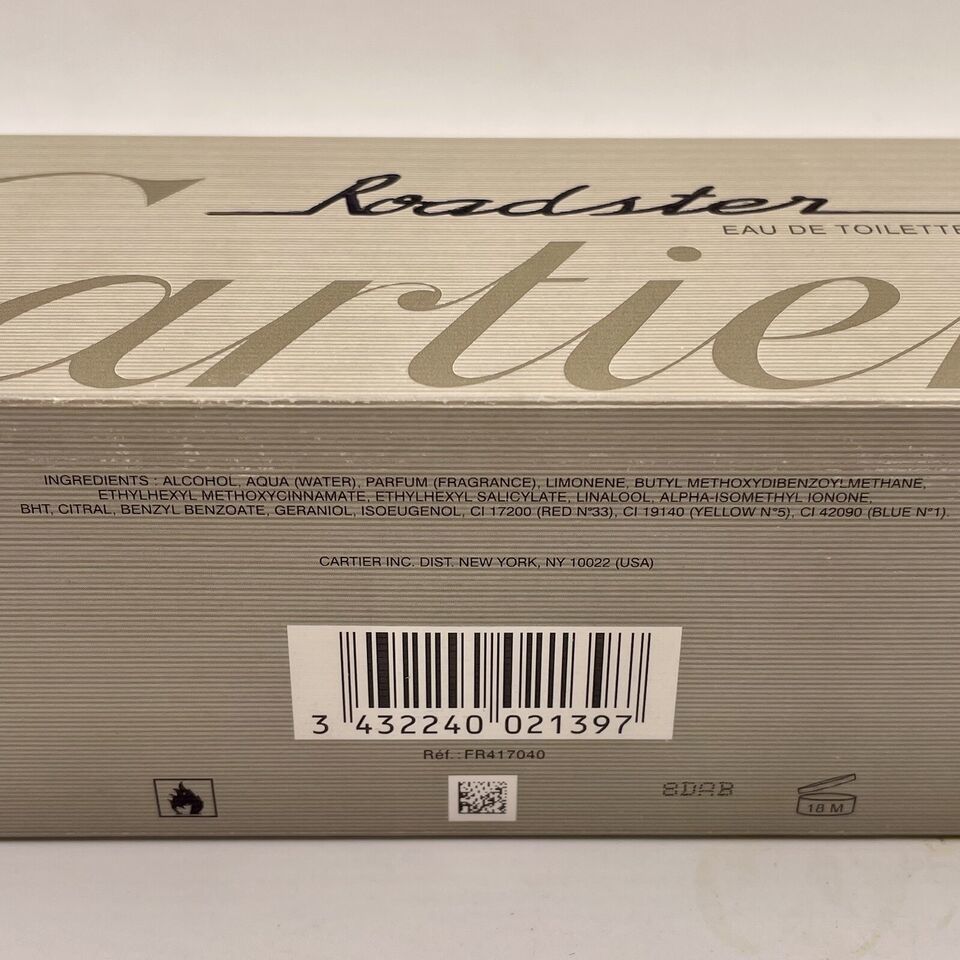 Roadster
EAU DE TOILETTE
Cartier
INGREDIENTS : ALCOHOL, AQUA (WATER), PARFUM (FRAGRANCE), LIMONENE, BUTYL METHOXYDIBENZOYLMETHANE,
ETHYLHEXYL METHOXYCINNAMATE, ETHYLHEXYL SALICYLATE, LINALOOL, ALPHA-ISOMETHYL IONONE,
BHT, CITRAL, BENZYL BENZOATE, GERANIOL, ISOEUGENOL, CI 17200 (RED N°33), CI 19140 (YELLOW N°5), CI 42090 (BLUE N°1).
CARTIER INC. DIST. NEW YORK, NY 10022 (USA)
3 432240 021397
Réf. : FR417040
8DAB
18 M